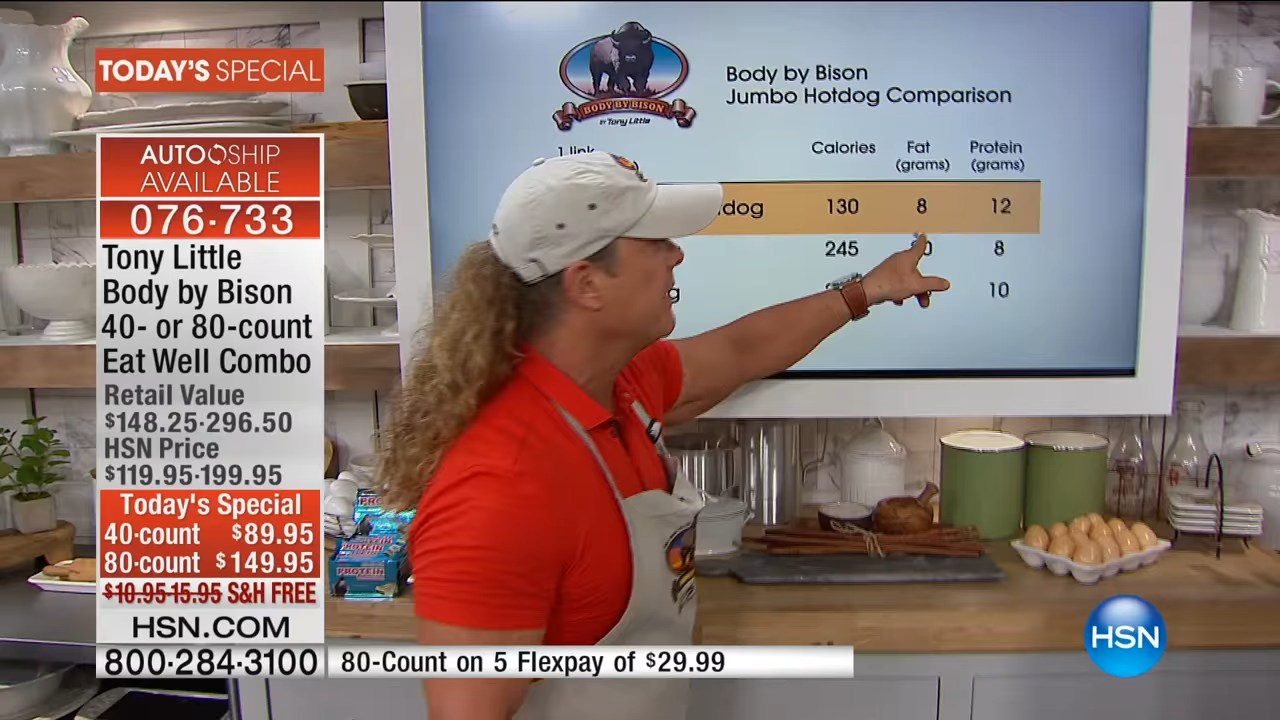 TODAY'S SPECIAL
AUTOSHIP
AVAILABLE
076·733
Tony Little
Body by Bison
40- or 80-count
Eat Well Combo
Retail Value
$148.25-296.50
HSN Price
$119.95-199.95
Today's Special
40-count $89.95
80-count $149.95
$10.95-15.95 S&H FREE
HSN.COM
800·284·3100
80-Count on 5 Flexpay of $29.99
BODY BY BISON
BY Tony Little
Body by Bison
Jumbo Hotdog Comparison
1 link
Calories Fat Protein
(grams) (grams)
130 8 12
245 8
10
PROTEIN
HSN